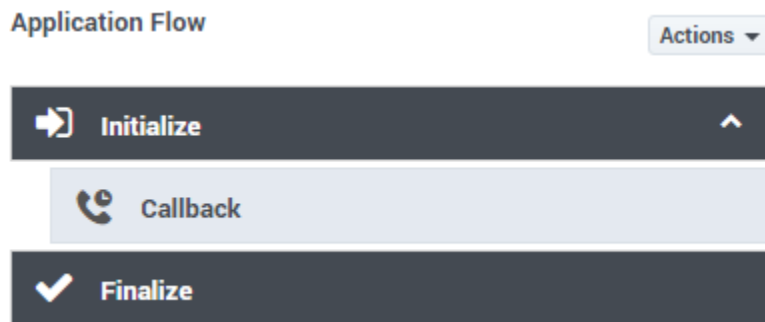 Application Flow
Actions
Initialize
Callback
Finalize